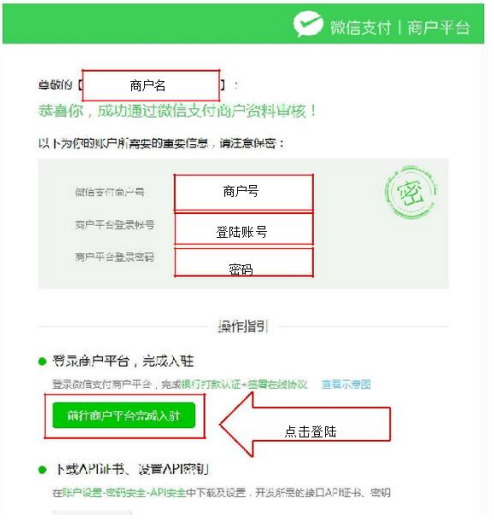 微信支付 | 商户平台
尊敬的【 商户名 】：
恭喜你，成功通过微信支付商户资料审核！
以下为你的账户所需要的重要信息，请注意保密：
微信支付商户号 商户号
密
商户平台登录帐号 登陆账号
商户平台登录密码 密码
操作指引
登录商户平台，完成入驻
登录微信支付商户平台，完成银行打款认证+签署在线协议 查看示意图
前往商户平台完成入驻
点击登陆
下载API证书、设置API密钥
在账户设置-密码安全-API安全中下载及设置，开发所需的接口API证书、密钥